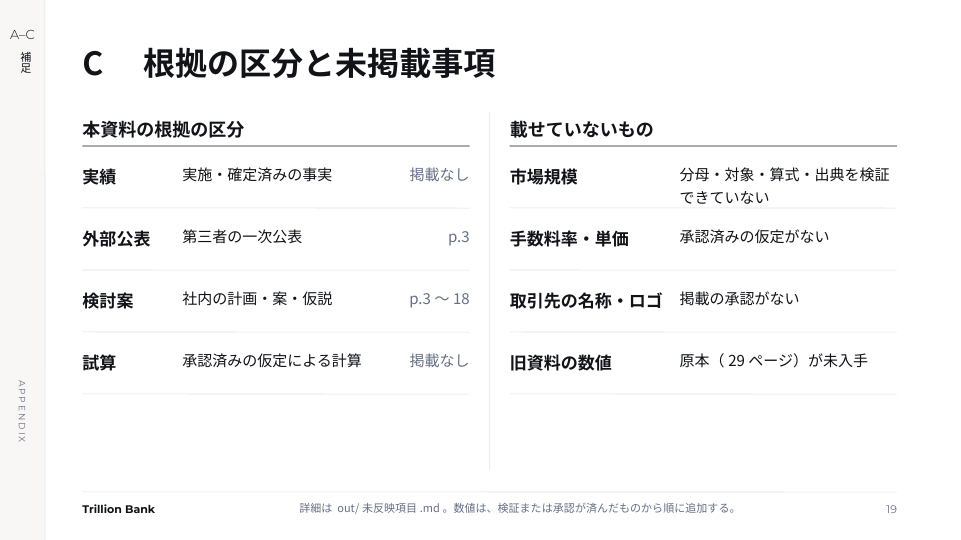 A–C
補足
C 根拠の区分と未掲載事項
本資料の根拠の区分
実績 実施・確定済みの事実 掲載なし
外部公表 第三者の一次公表 p.3
検討案 社内の計画・案・仮説 p.3 〜 18
試算 承認済みの仮定による計算 掲載なし
載せていないもの
市場規模 分母・対象・算式・出典を検証
できていない
手数料率・単価 承認済みの仮定がない
取引先の名称・ロゴ 掲載の承認がない
旧資料の数値 原本（ 29 ページ）が未入手
APPENDIX
Trillion Bank 詳細は out/ 未反映項目 .md 。数値は、検証または承認が済んだものから順に追加する。 19